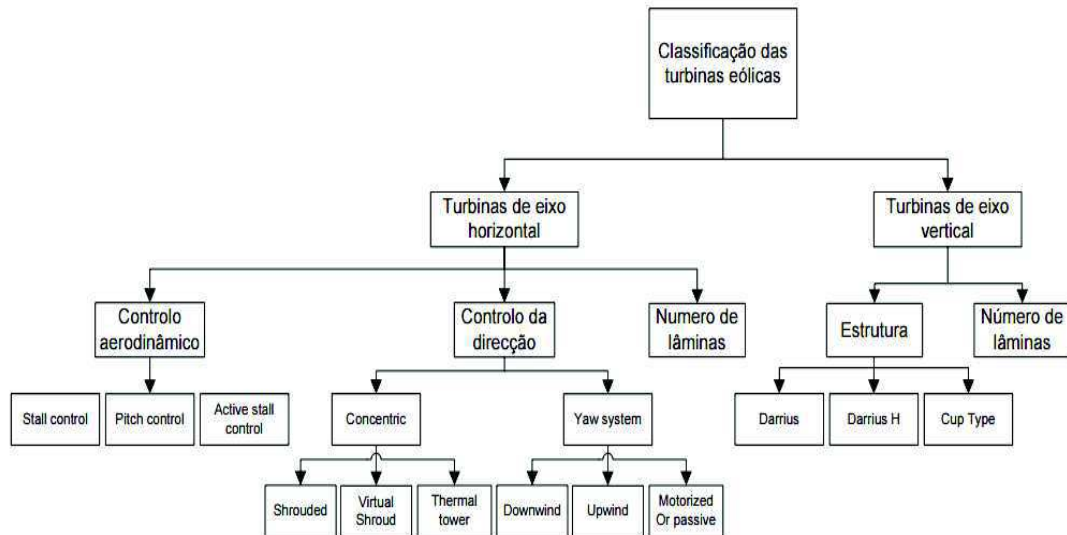 Classificação das
turbinas eólicas
Turbinas de eixo
horizontal
Turbinas de eixo
vertical
Controlo
aerodinâmico
Controlo da
direcção
Numero de
lâminas
Estrutura
Número de
lâminas
Stall control
Pitch control
Active stall
control
Concentric
Yaw system
Darrius
Darrius H
Cup Type
Shrouded
Virtual
Shroud
Thermal
tower
Downwind
Upwind
Motorized
Or passive